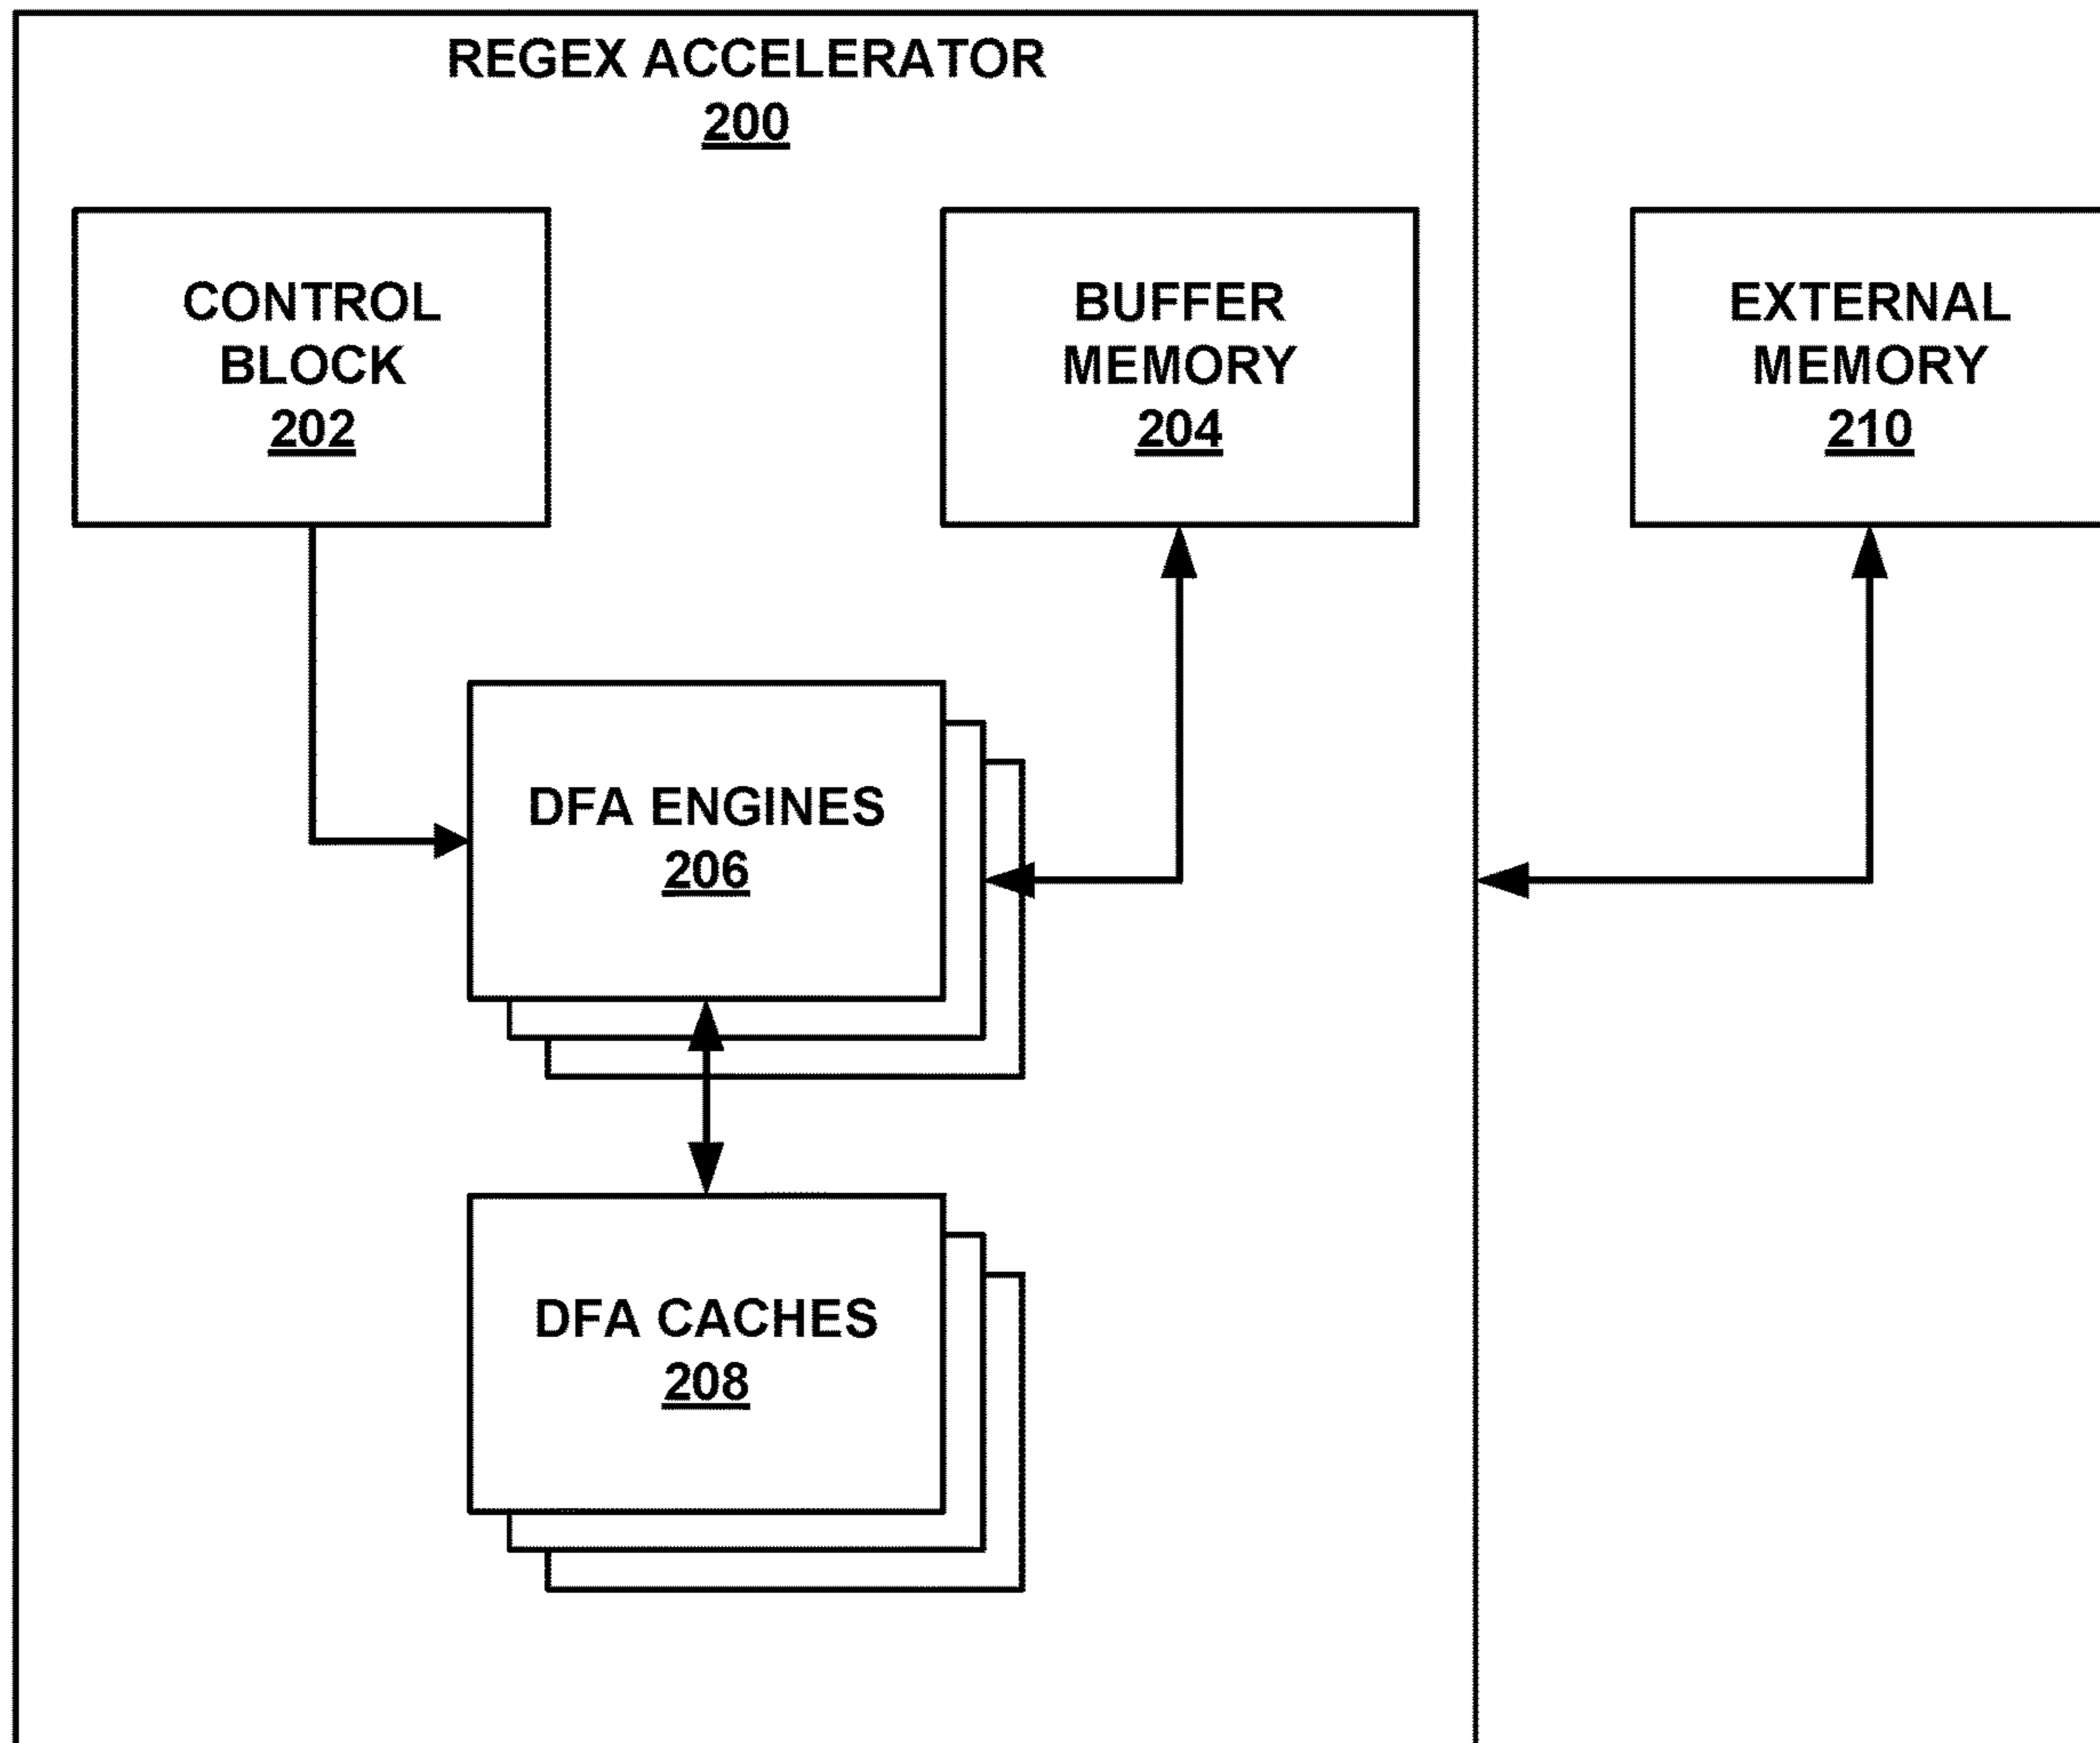 REGEX ACCELERATOR
200
CONTROL
BLOCK
202
BUFFER
MEMORY
204
EXTERNAL
MEMORY
210
DFA ENGINES
206
DFA CACHES
208